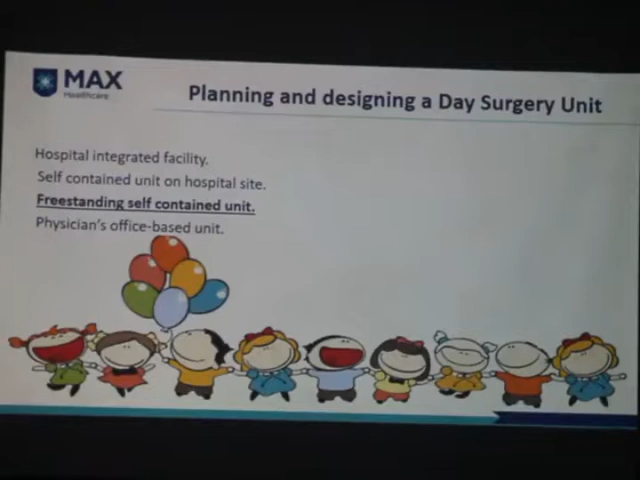 MAX
Healthcare
Planning and designing a Day Surgery Unit
Hospital integrated facility.
Self contained unit on hospital site.
Freestanding self contained unit.
Physician's office-based unit.